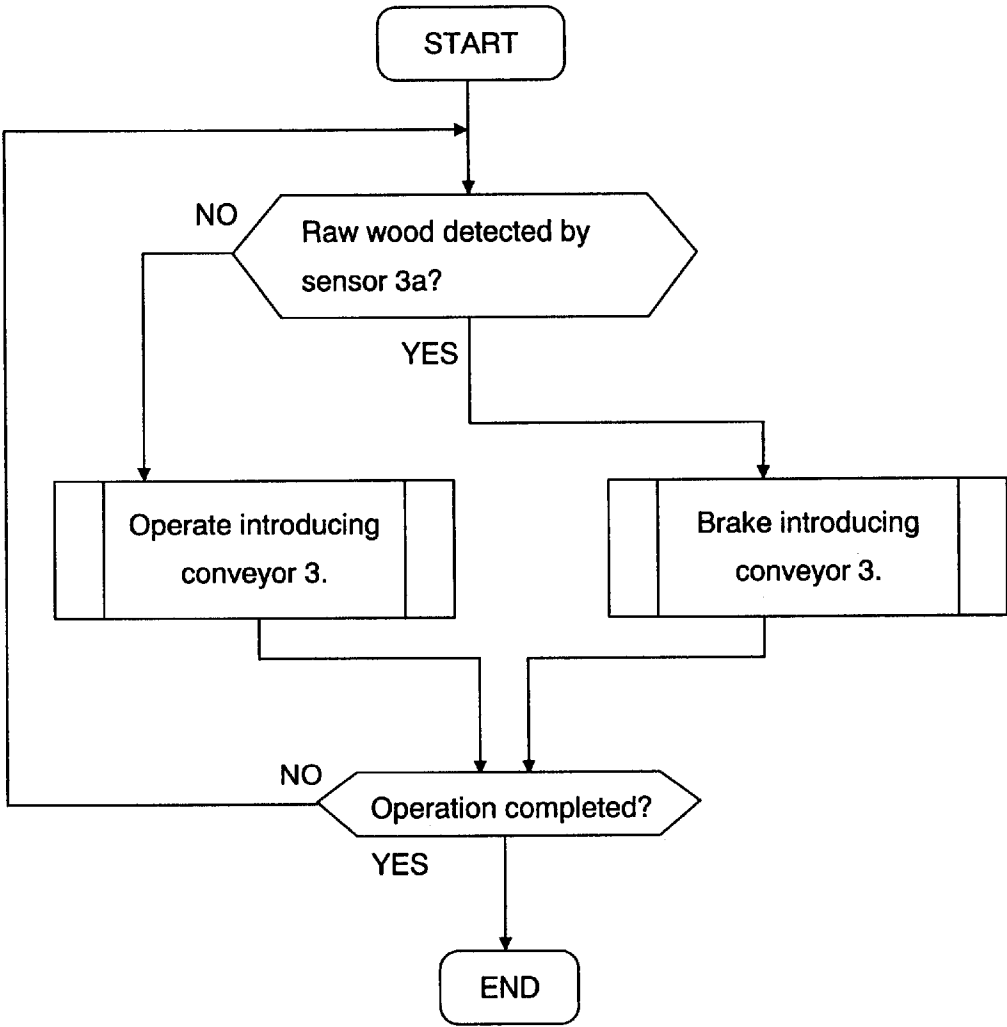 START
NO
Raw wood detected by
sensor 3a?
YES
Operate introducing
conveyor 3.
Brake introducing
conveyor 3.
NO
Operation completed?
YES
END